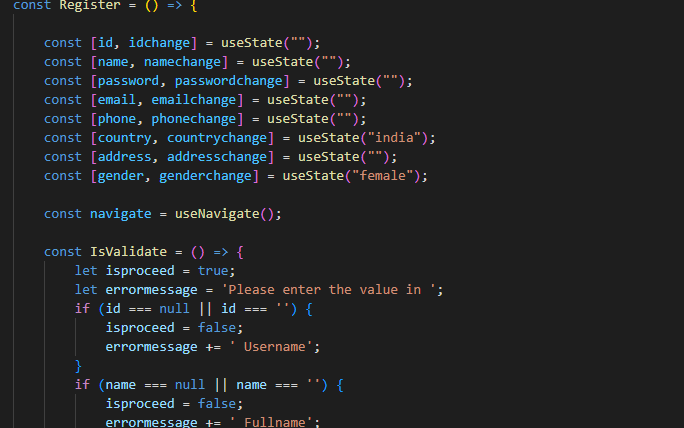 const Register = () => {
const [id, idchange] = useState("");
const [name, namechange] = useState("");
const [password, passwordchange] = useState("");
const [email, emailchange] = useState("");
const [phone, phonechange] = useState("");
const [country, countrychange] = useState("india");
const [address, addresschange] = useState("");
const [gender, genderchange] = useState("female");
const navigate = useNavigate();
const IsValidate = () => {
let isproceed = true;
let errormessage = 'Please enter the value in ';
if (id === null || id === '') {
isproceed = false;
errormessage += ' Username';
}
if (name === null || name === '') {
isproceed = false;
errormessage += ' Fullname';